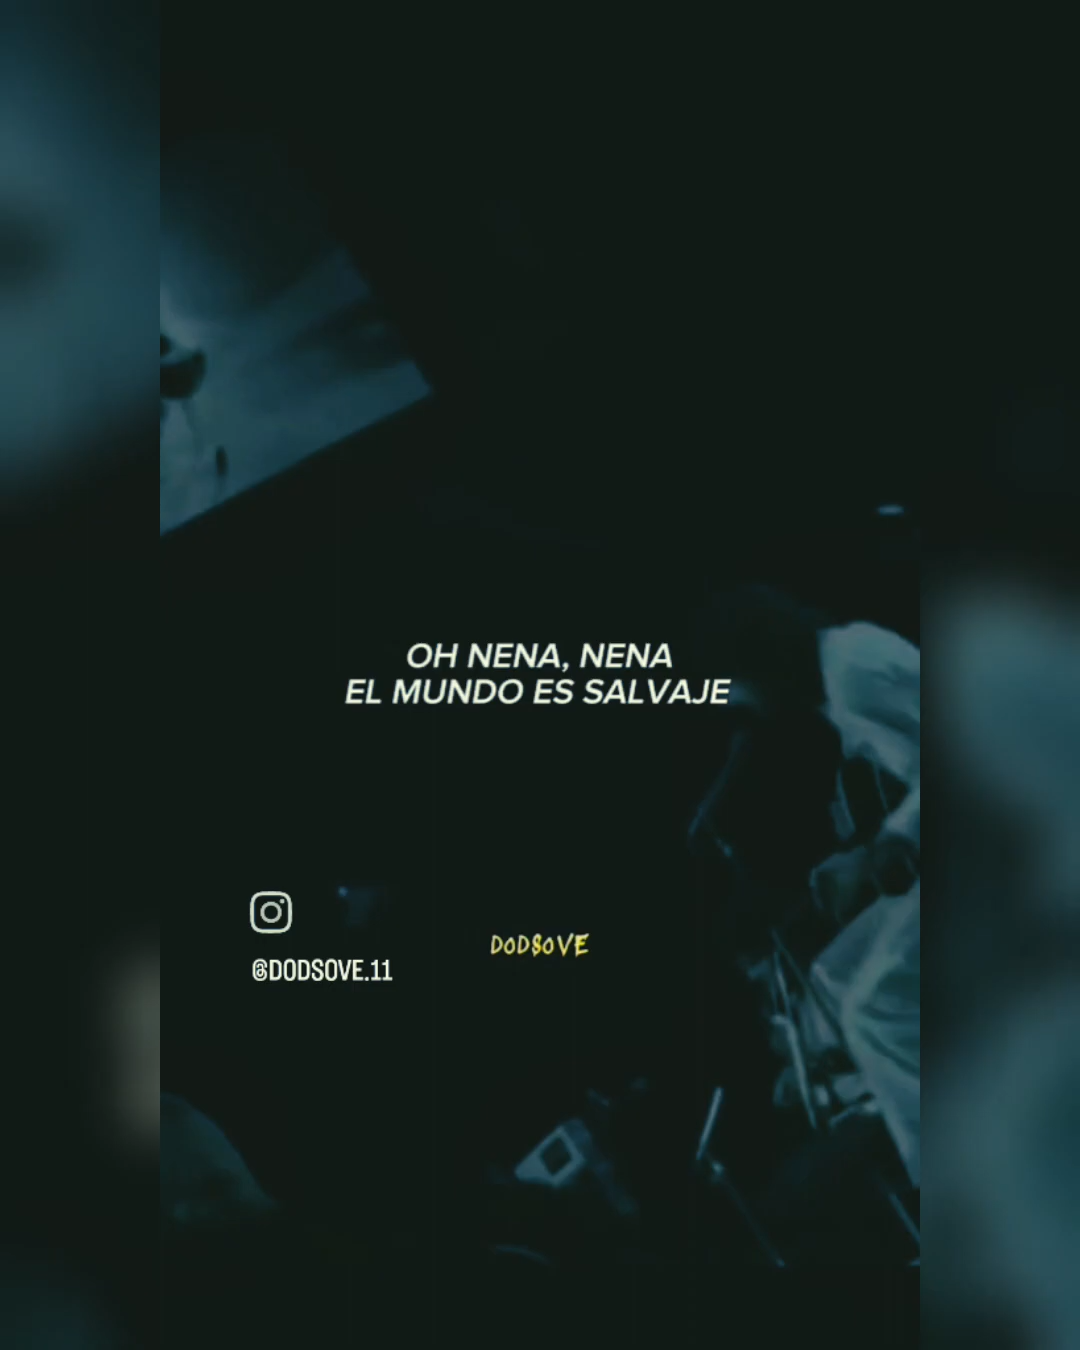 OH NENA, NENA
EL MUNDO ES SALVAJE
DODSOVE
@DODSOVE.11